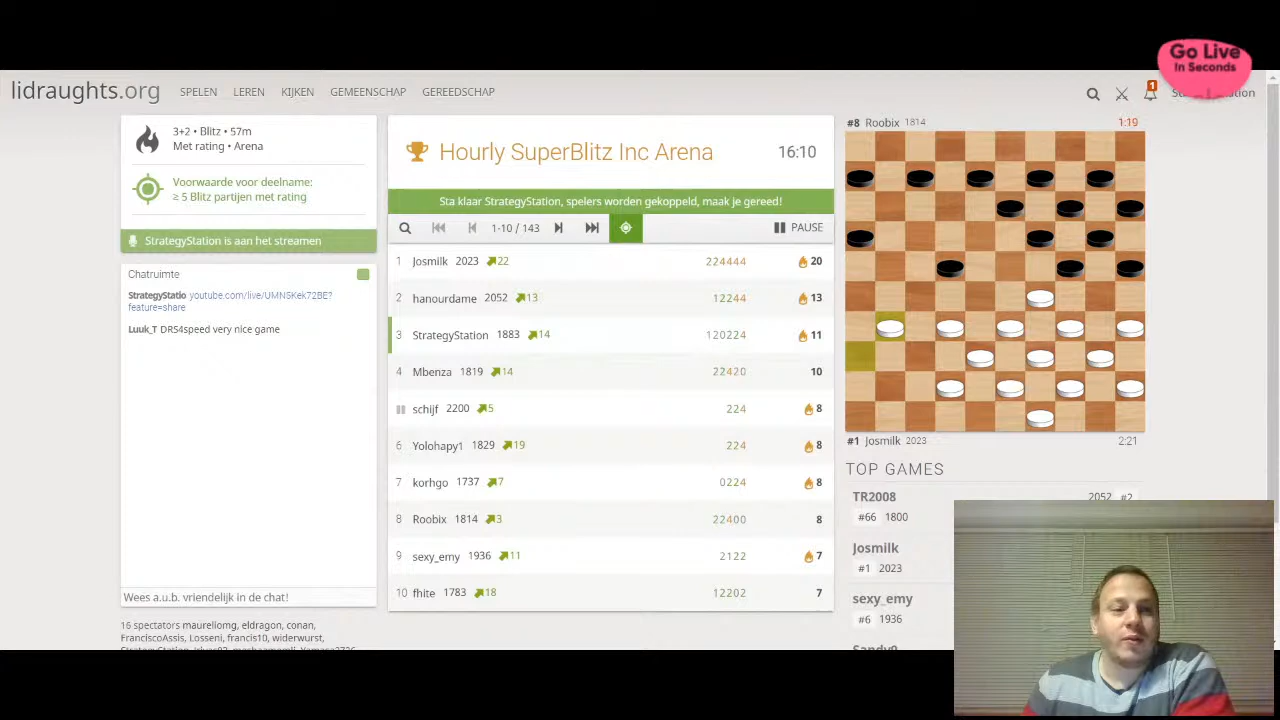 Go Live
In Seconds
lidraughts.org
SPELEN LEREN KIJKEN GEMEENSCHAP GEREEDSCHAP
1
3+2 • Blitz • 57m
Met rating • Arena
Voorwaarde voor deelname:
≥ 5 Blitz partijen met rating
StrategyStation is aan het streamen
Chatruimte
StrategyStatio youtube.com/live/UMN5Kek72BE?
feature=share
Luuk_T DRS4speed very nice game
Wees a.u.b. vriendelijk in de chat!
16 spectators maurellomg, eldragon, conan,
FranciscoAssis, Losseni, francis10, widerwurst,
Hourly SuperBlitz Inc Arena 16:10
Sta klaar StrategyStation, spelers worden gekoppeld, maak je gereed!
1-10 / 143 PAUSE
1 Josmilk 2023 22 224444 20
2 hanourdame 2052 13 12244 13
3 StrategyStation 1883 14 120224 11
4 Mbenza 1819 14 22420 10
schijf 2200 5 224 8
6 Yolohapy1 1829 19 224 8
7 korhgo 1737 7 0224 8
8 Roobix 1814 3 22400 8
9 sexy_emy 1936 11 2122 7
10 fhite 1783 18 12202 7
#8 Roobix 1814 1:19
#1 Josmilk 2023 2:21
TOP GAMES
TR2008 2052 #2
#66 1800
Josmilk
#1 2023
sexy_emy
#6 1936